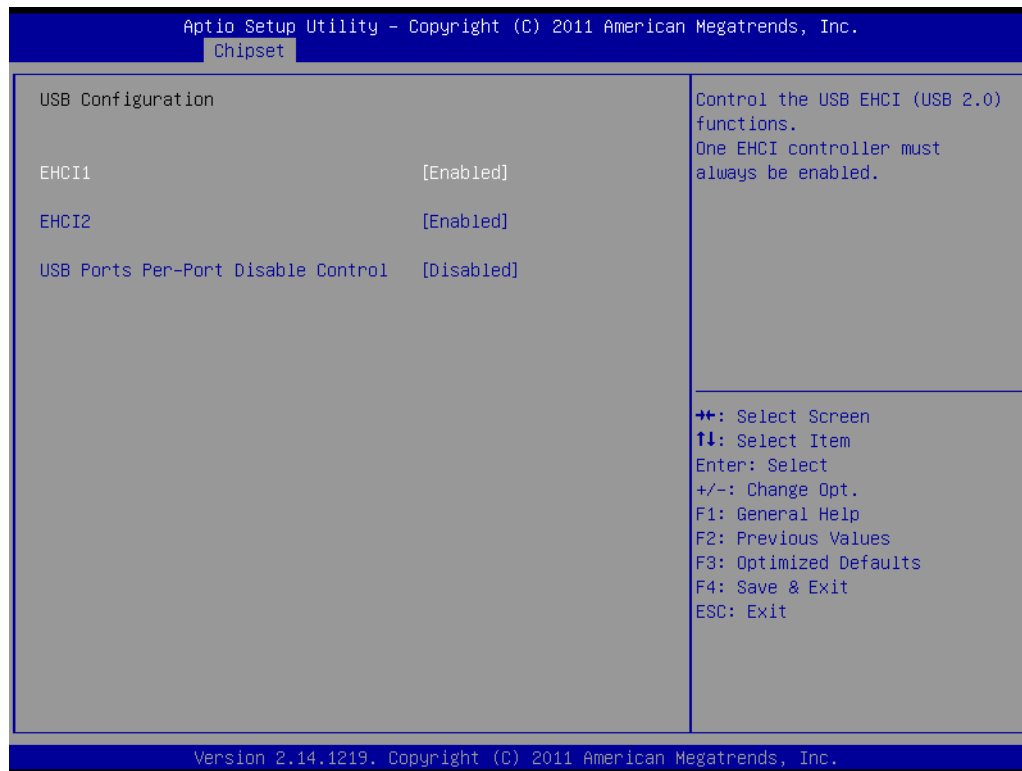 Aptio Setup Utility – Copyright (C) 2011 American Megatrends, Inc.
Chipset
USB Configuration
EHCI1 [Enabled]
EHCI2 [Enabled]
USB Ports Per-Port Disable Control [Disabled]
Control the USB EHCI (USB 2.0)
functions.
One EHCI controller must
always be enabled.
→←: Select Screen
↑↓: Select Item
Enter: Select
+/-: Change Opt.
F1: General Help
F2: Previous Values
F3: Optimized Defaults
F4: Save & Exit
ESC: Exit
Version 2.14.1219. Copyright (C) 2011 American Megatrends, Inc.